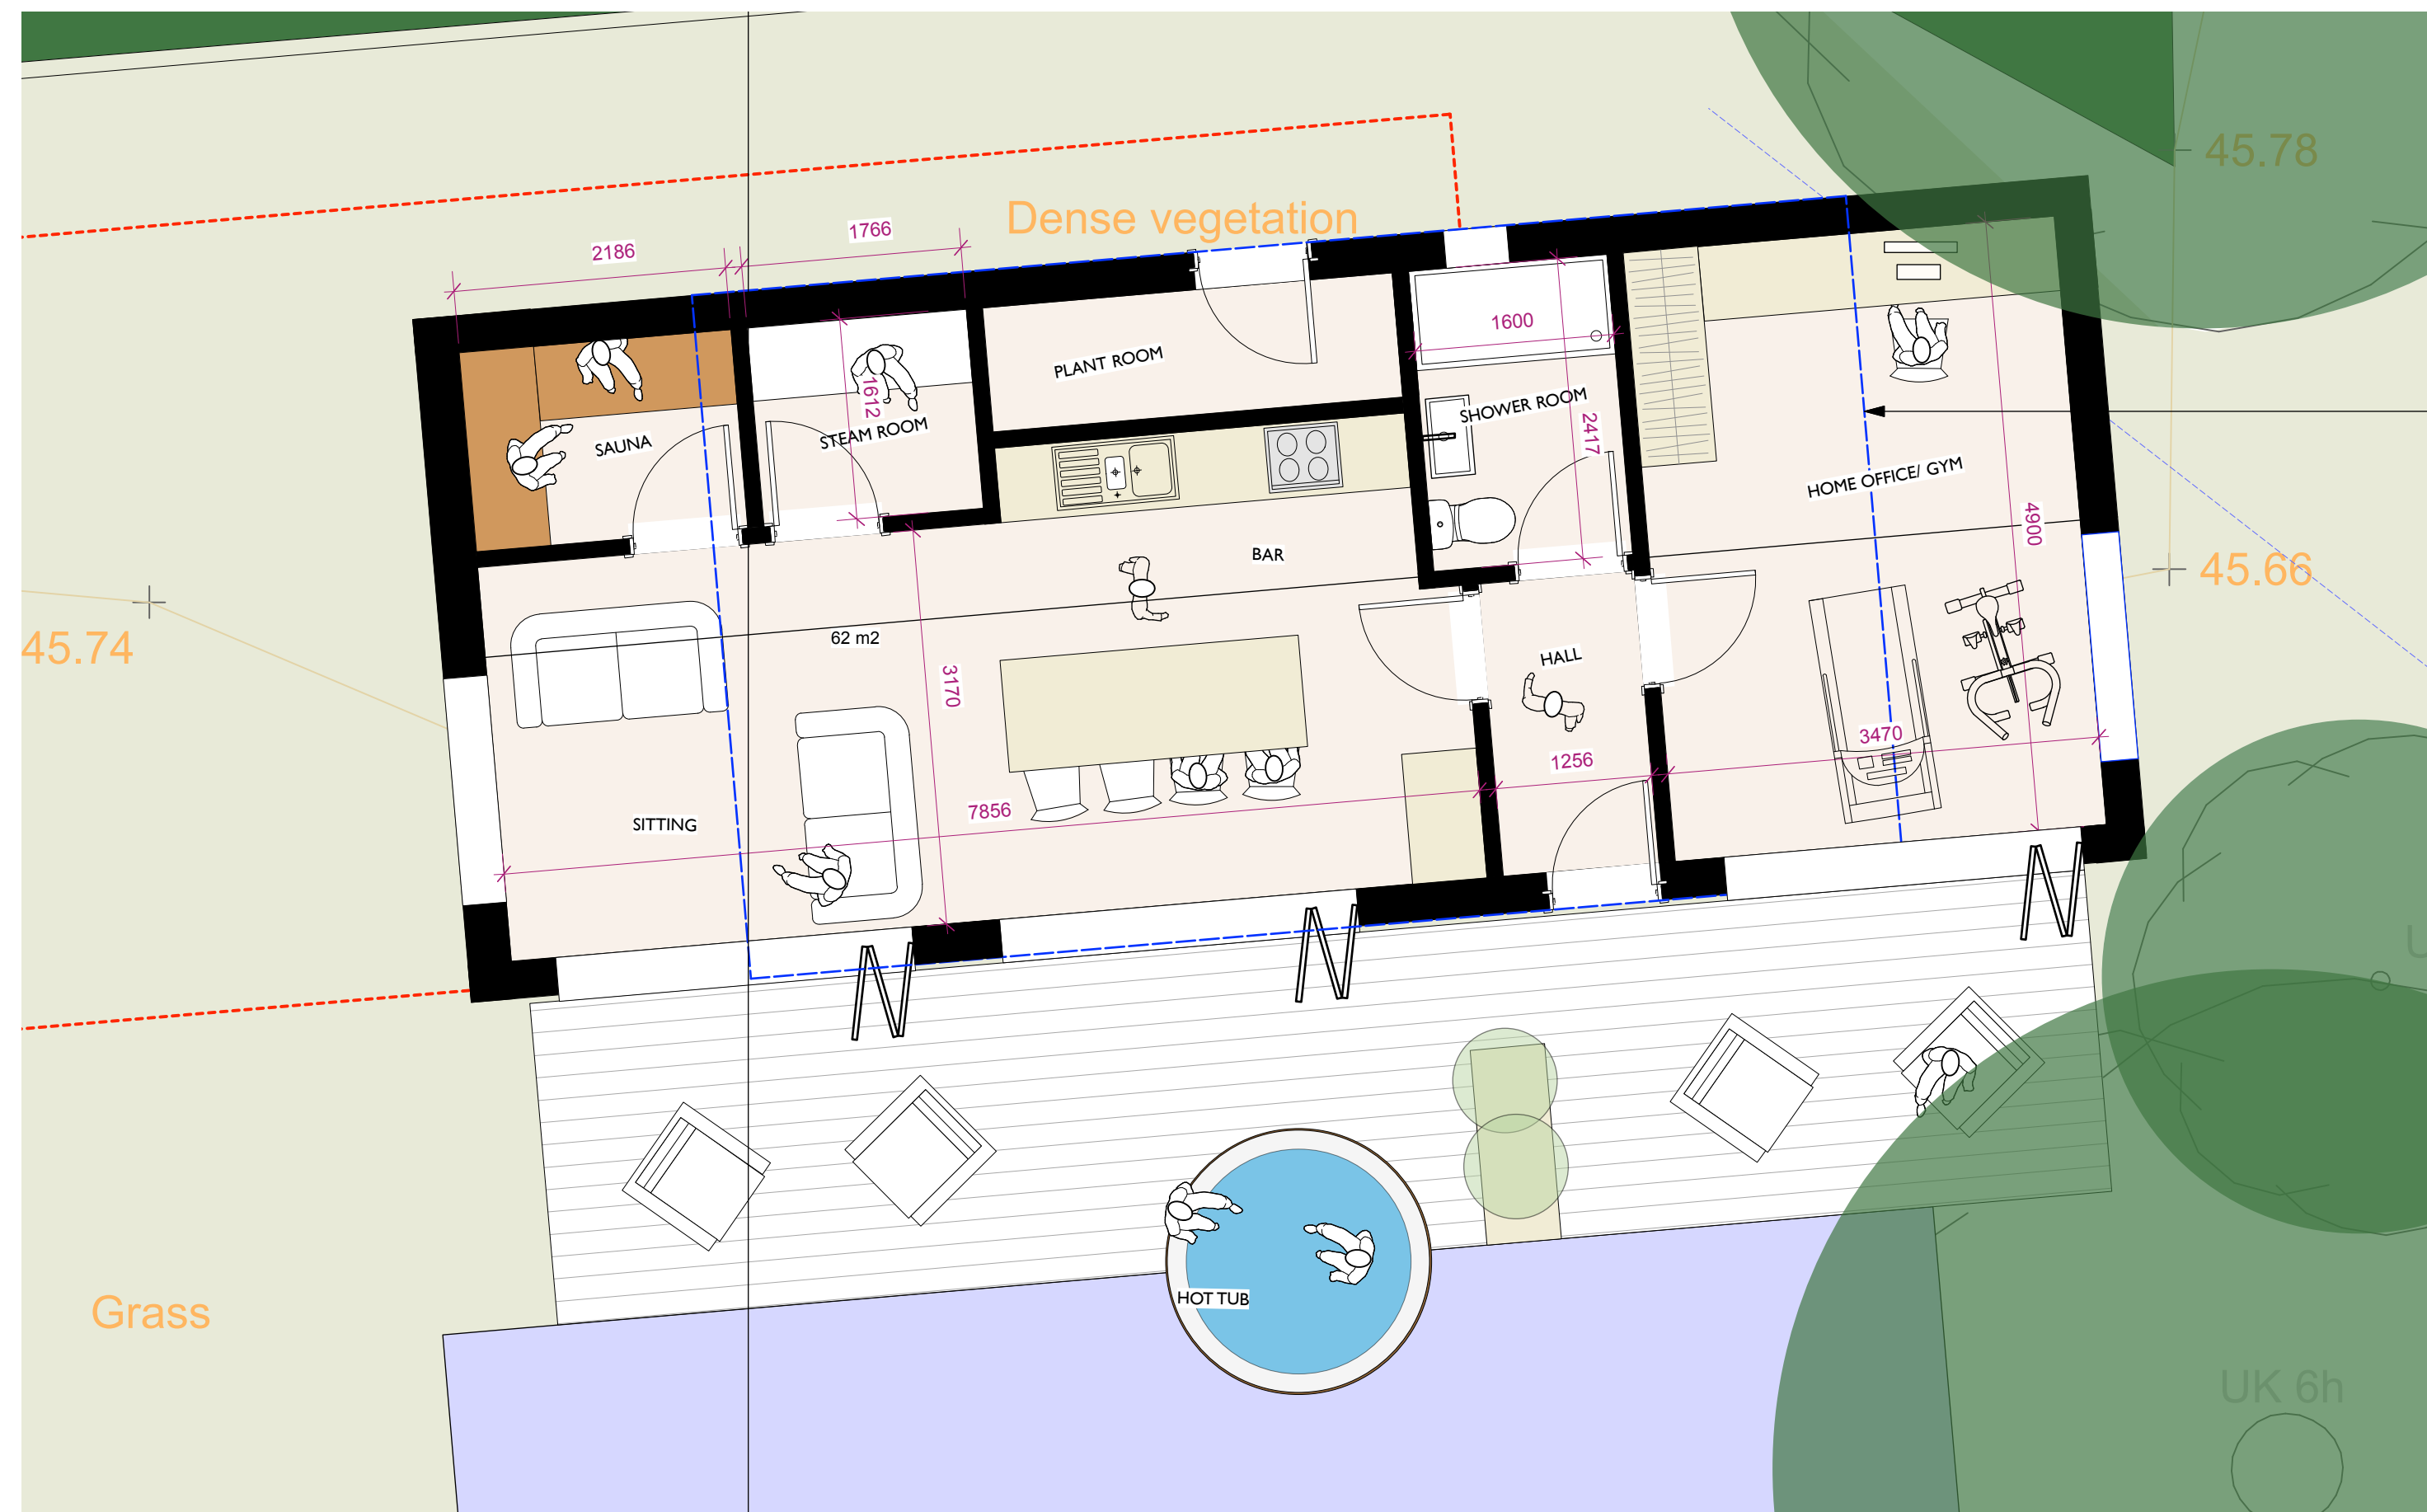 45.78
Dense vegetation
1766
2186
1600
PLANT ROOM
1612
SHOWER ROOM
STEAM ROOM
2417
SAUNA
HOME OFFICE/ GYM
4900
BAR
45.66
62 m2
45.74
HALL
3170
3470
1256
7856
SITTING
HOT TUB
Grass
UK 6h